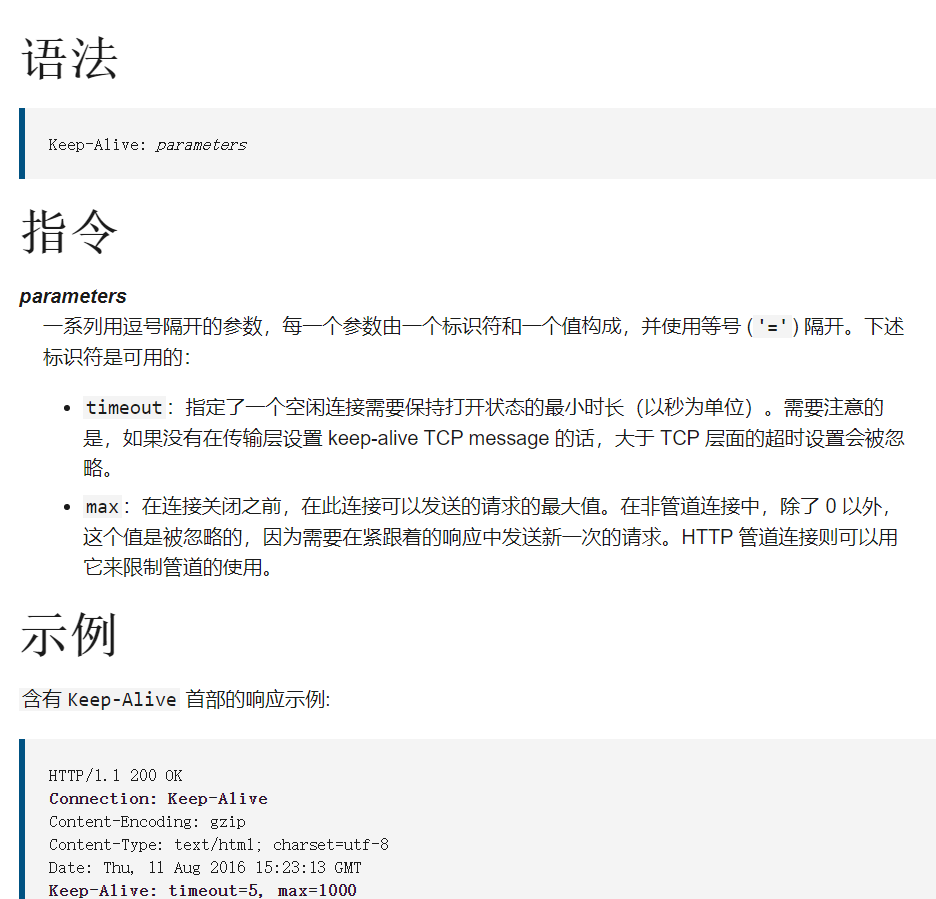 语法
Keep-Alive: parameters
指令
parameters
一系列用逗号隔开的参数，每一个参数由一个标识符和一个值构成，并使用等号 ('=') 隔开。下述
标识符是可用的：
• timeout：指定了一个空闲连接需要保持打开状态的最小时长（以秒为单位）。需要注意的
是，如果没有在传输层设置 keep-alive TCP message 的话，大于 TCP 层面的超时设置会被忽
略。
• max：在连接关闭之前，在此连接可以发送的请求的最大值。在非管道连接中，除了 0 以外，
这个值是被忽略的，因为需要在紧跟着的响应中发送新一次的请求。HTTP 管道连接则可以用
它来限制管道的使用。
示例
含有 Keep-Alive 首部的响应示例:
HTTP/1.1 200 OK
Connection: Keep-Alive
Content-Encoding: gzip
Content-Type: text/html; charset=utf-8
Date: Thu, 11 Aug 2016 15:23:13 GMT
Keep-Alive: timeout=5, max=1000